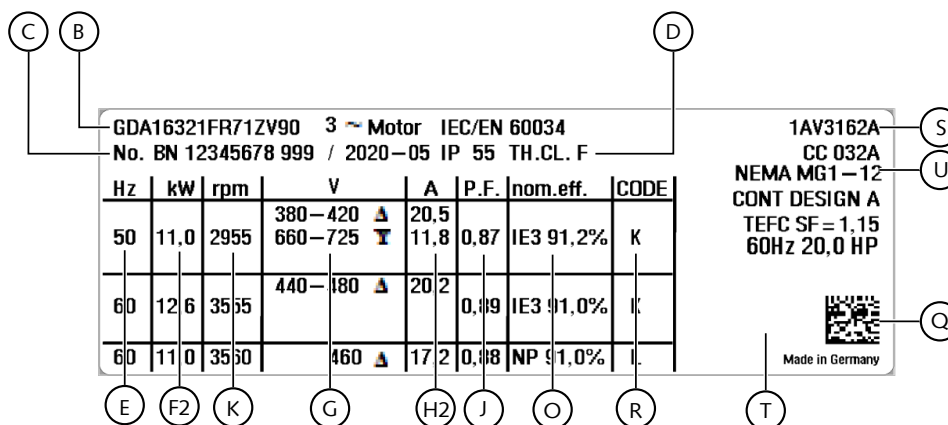 C B D
GDA16321FR71ZV90 3 ~ Motor IEC/EN 60034
No. BN 12345678 999 / 2020-05 IP 55 TH.CL. F
1AV3162A S
CC 032A
NEMA MG1-12 U
CONT DESIGN A
TEFC SF = 1,15
60Hz 20,0 HP
Hz kW rpm V A P.F. nom.eff. CODE
380-420 Δ 20,5
50 11,0 2955 660-725 Y 11,8 0,87 IE3 91,2% K
440-480 Δ 20,2
60 12,6 3555 0,89 IE3 91,0% K
60 11,0 3560 460 Δ 17,2 0,88 NP 91,0% L
Q
Made in Germany
E F2 K G H2 J O R T